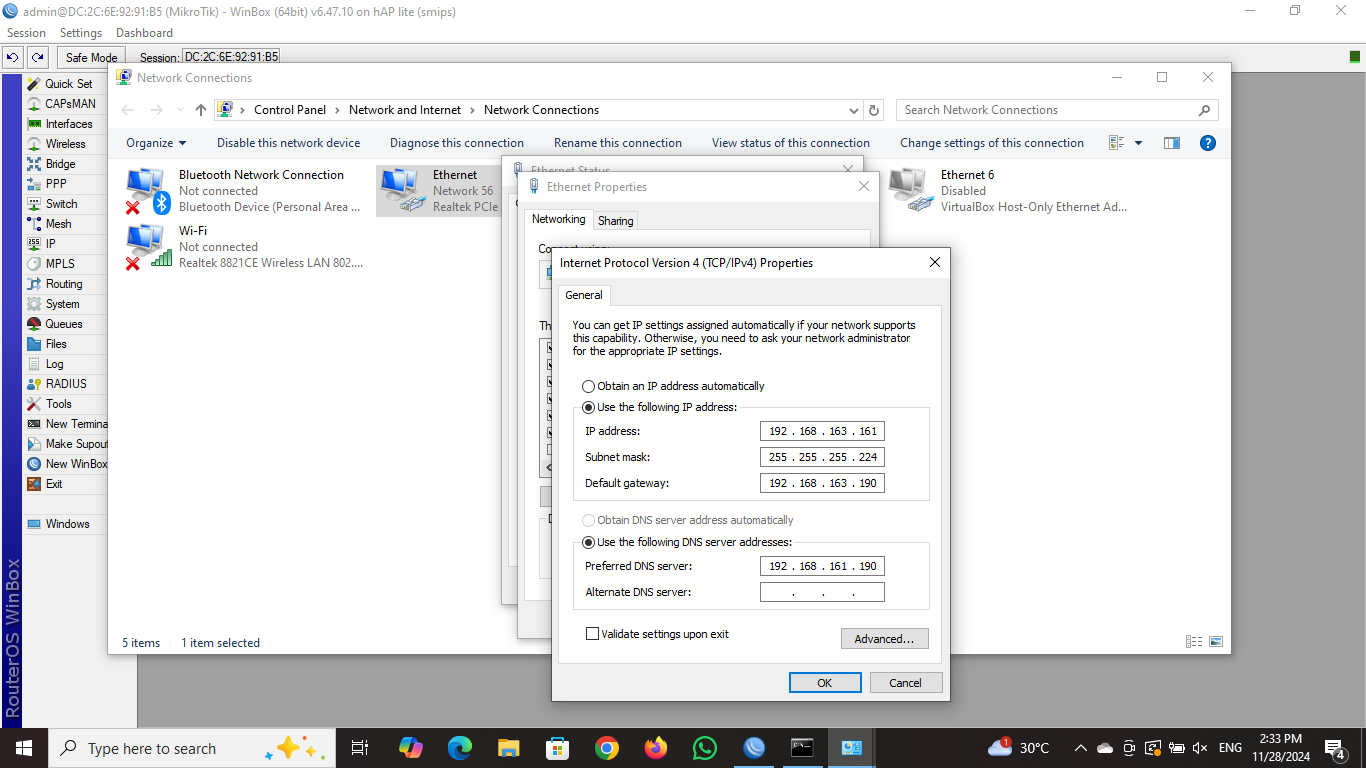 admin@DC:2C:6E:92:91:B5 (MikroTik) - WinBox (64bit) v6.47.10 on hAP lite (smips)
Session Settings Dashboard
Safe Mode Session: DC:2C:6E:92:91:B5
Quick Set
CAPsMAN
Interfaces
Wireless
Bridge
PPP
Switch
Mesh
IP
MPLS
Routing
System
Queues
Files
Log
RADIUS
Tools
New Termina
Make Supou
New WinBox
Exit
Windows
RouterOS WinBox
Network Connections
Control Panel > Network and Internet > Network Connections
Search Network Connections
Organize Disable this network device Diagnose this connection Rename this connection View status of this connection Change settings of this connection
Bluetooth Network Connection
Not connected
Bluetooth Device (Personal Area ...
Ethernet
Network 56
Realtek PCIe
Ethernet 6
Disabled
VirtualBox Host-Only Ethernet Ad...
Wi-Fi
Not connected
Realtek 8821CE Wireless LAN 802....
5 items 1 item selected
Ethernet Status
Ethernet Properties
Networking Sharing
Connect using:
Th
Internet Protocol Version 4 (TCP/IPv4) Properties
General
You can get IP settings assigned automatically if your network supports
this capability. Otherwise, you need to ask your network administrator
for the appropriate IP settings.
Obtain an IP address automatically
Use the following IP address:
IP address: 192 . 168 . 163 . 161
Subnet mask: 255 . 255 . 255 . 224
Default gateway: 192 . 168 . 163 . 190
Obtain DNS server address automatically
Use the following DNS server addresses:
Preferred DNS server: 192 . 168 . 161 . 190
Alternate DNS server: . . .
Validate settings upon exit
Advanced...
OK Cancel
Type here to search
1
30°C
ENG
2:33 PM
11/28/2024
4